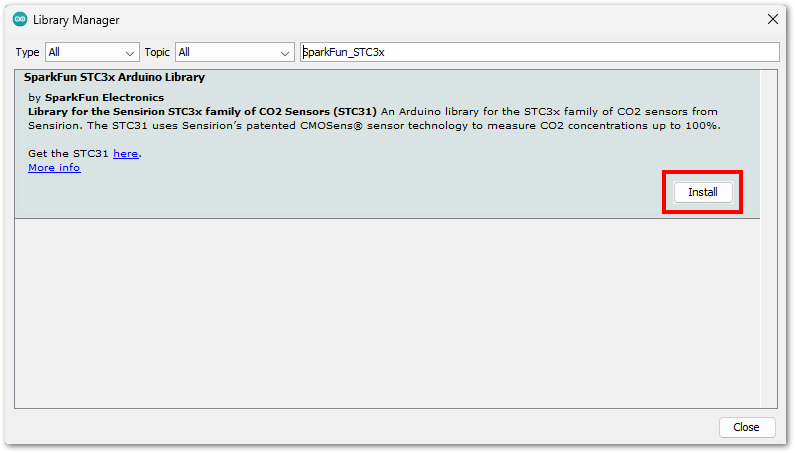 Library Manager
Type All Topic All SparkFun_STC3x
SparkFun STC3x Arduino Library
by SparkFun Electronics
Library for the Sensirion STC3x family of CO2 Sensors (STC31) An Arduino library for the STC3x family of CO2 sensors from
Sensirion. The STC31 uses Sensirion’s patented CMOSens® sensor technology to measure CO2 concentrations up to 100%.
Get the STC31 here.
More info
Install
Close